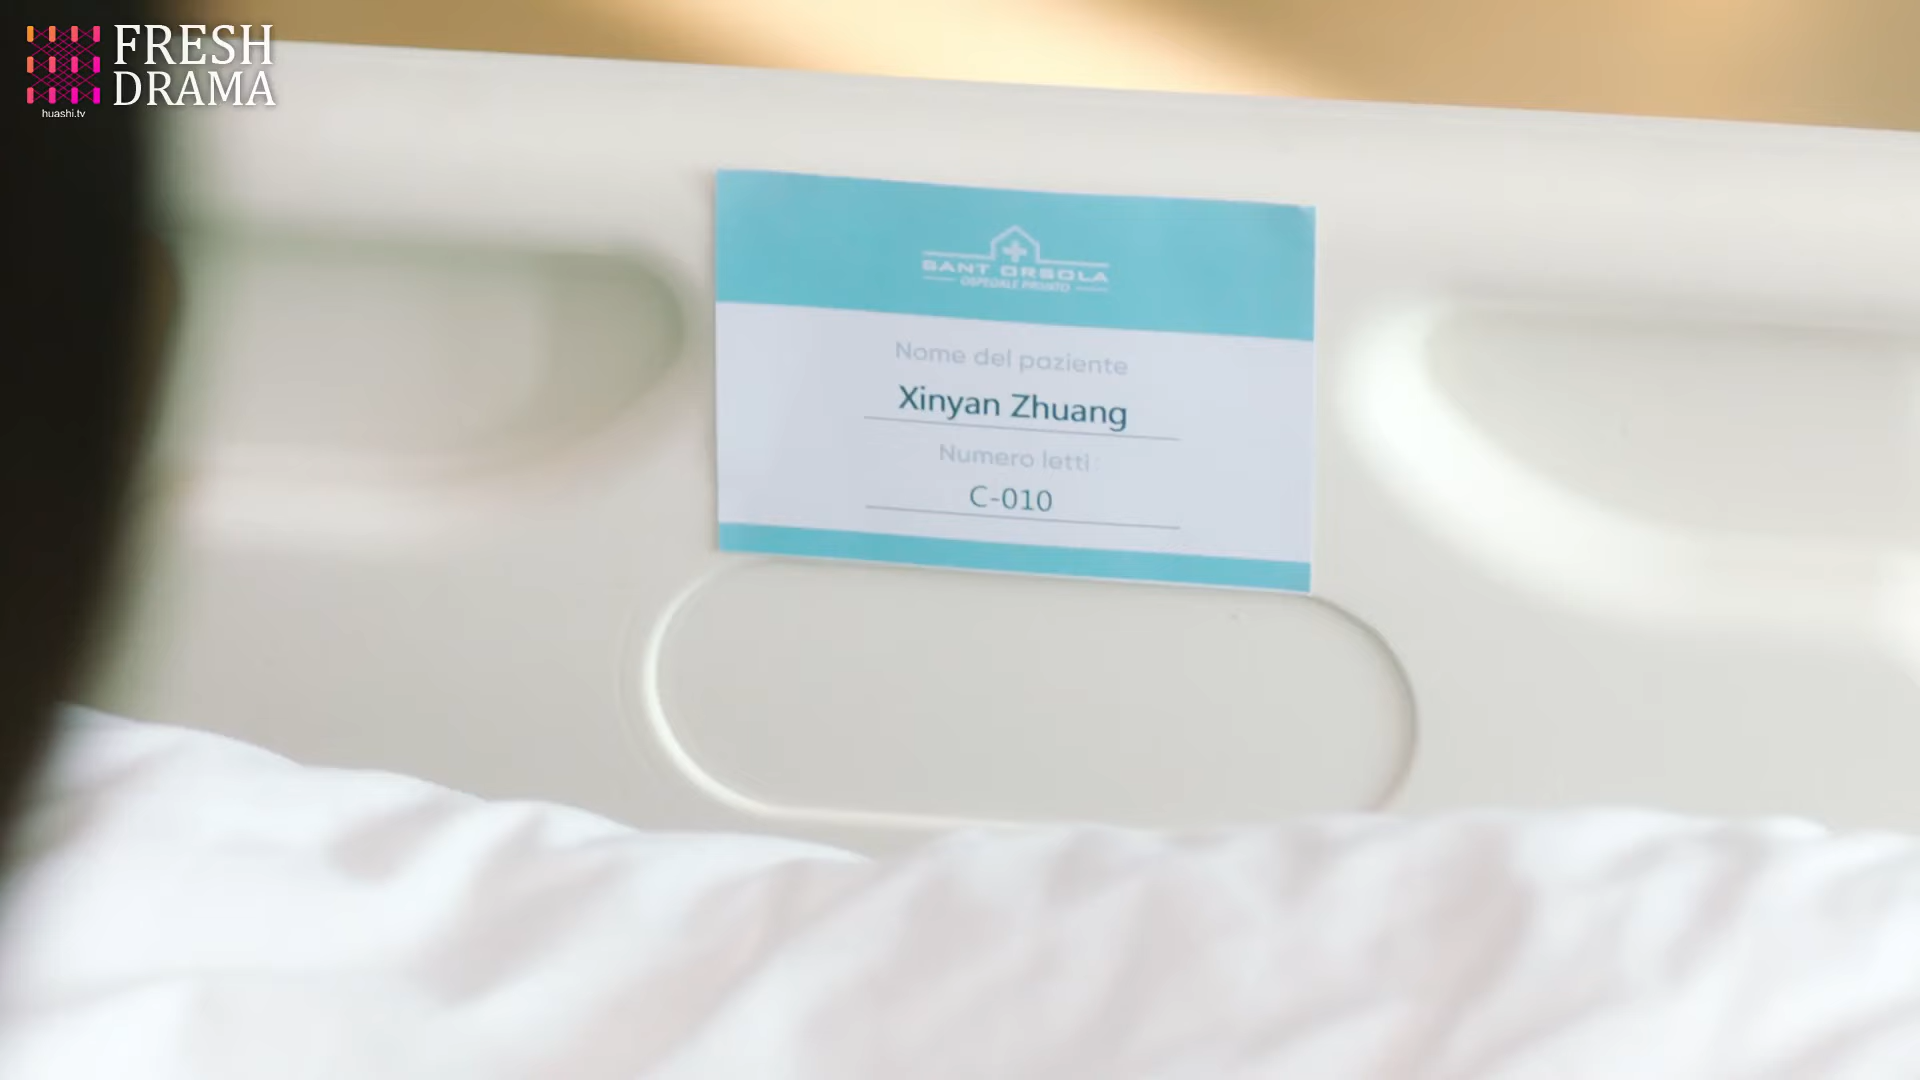 FRESH
DRAMA
huashi.tv
SANT ORSOLA
OSPEDALE PRIVATO
Nome del paziente
Xinyan Zhuang
Numero letti :
C-010